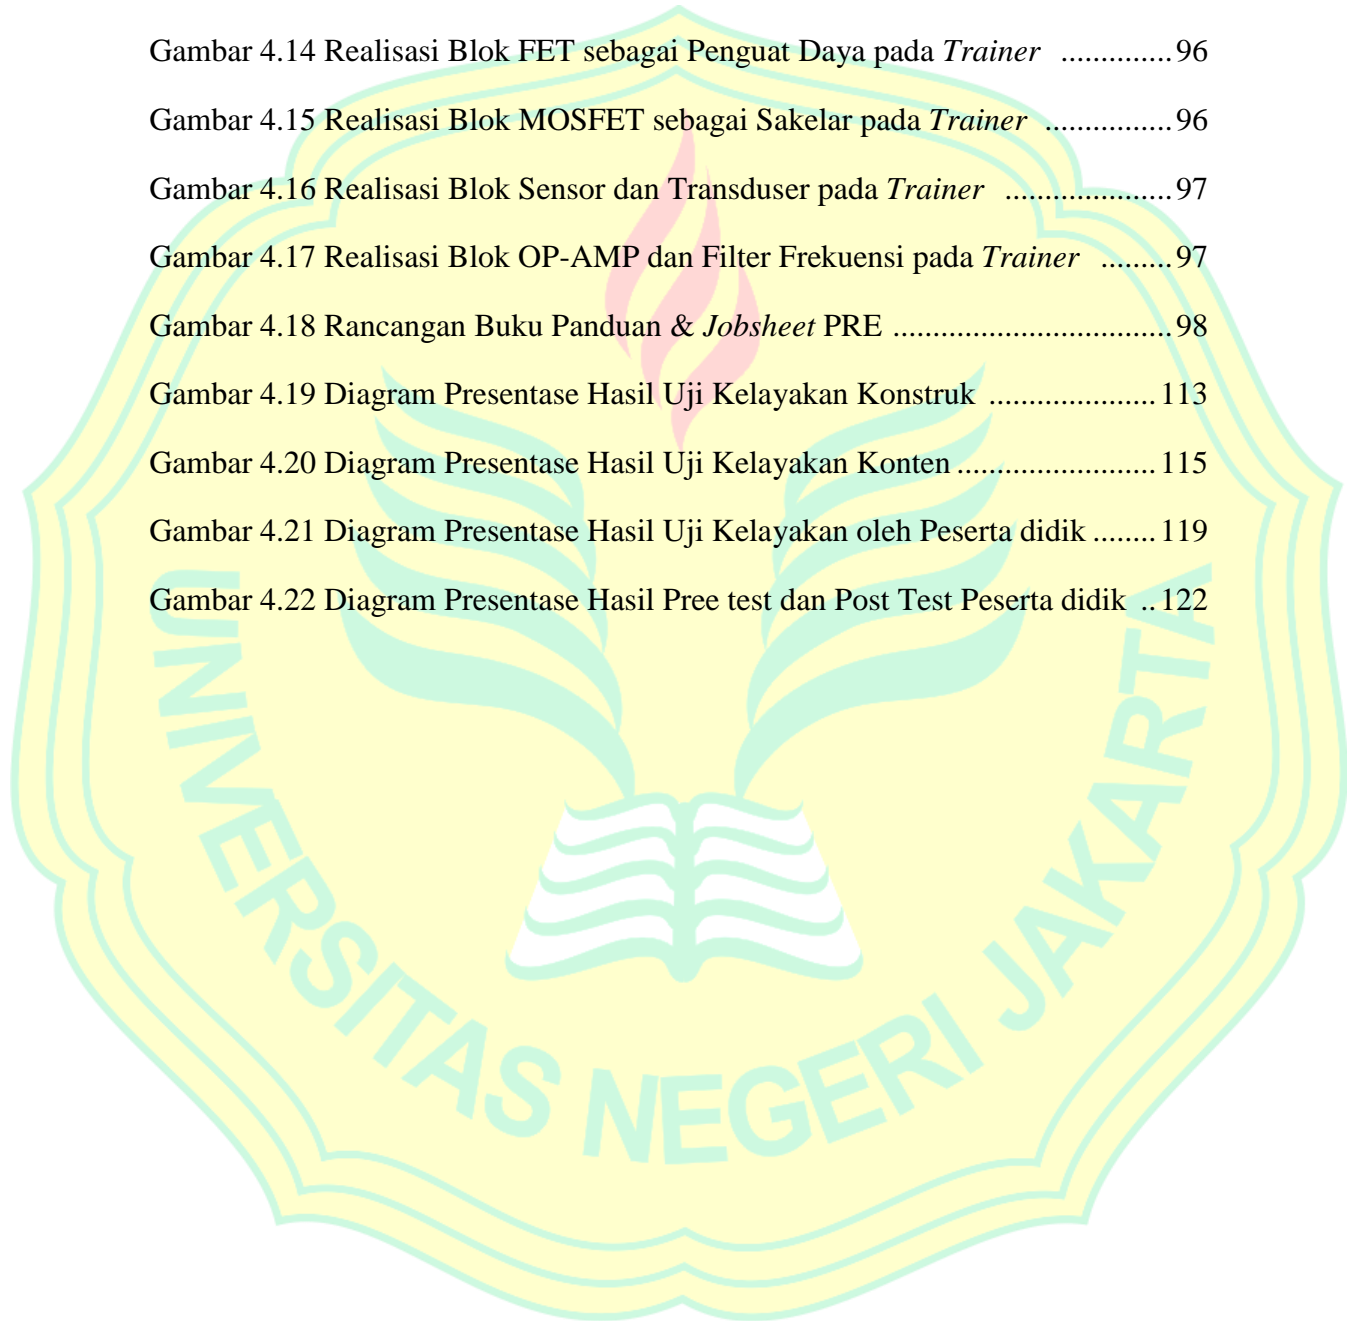 Gambar 4.14 Realisasi Blok FET sebagai Penguat Daya pada Trainer ..............96
Gambar 4.15 Realisasi Blok MOSFET sebagai Sakelar pada Trainer ................96
Gambar 4.16 Realisasi Blok Sensor dan Transduser pada Trainer .....................97
Gambar 4.17 Realisasi Blok OP-AMP dan Filter Frekuensi pada Trainer .........97
Gambar 4.18 Rancangan Buku Panduan & Jobsheet PRE ...................................98
Gambar 4.19 Diagram Presentase Hasil Uji Kelayakan Konstruk .....................113
Gambar 4.20 Diagram Presentase Hasil Uji Kelayakan Konten .........................115
Gambar 4.21 Diagram Presentase Hasil Uji Kelayakan oleh Peserta didik ........119
Gambar 4.22 Diagram Presentase Hasil Pree test dan Post Test Peserta didik ..122
UNIVERSITAS NEGERI JAKARTA